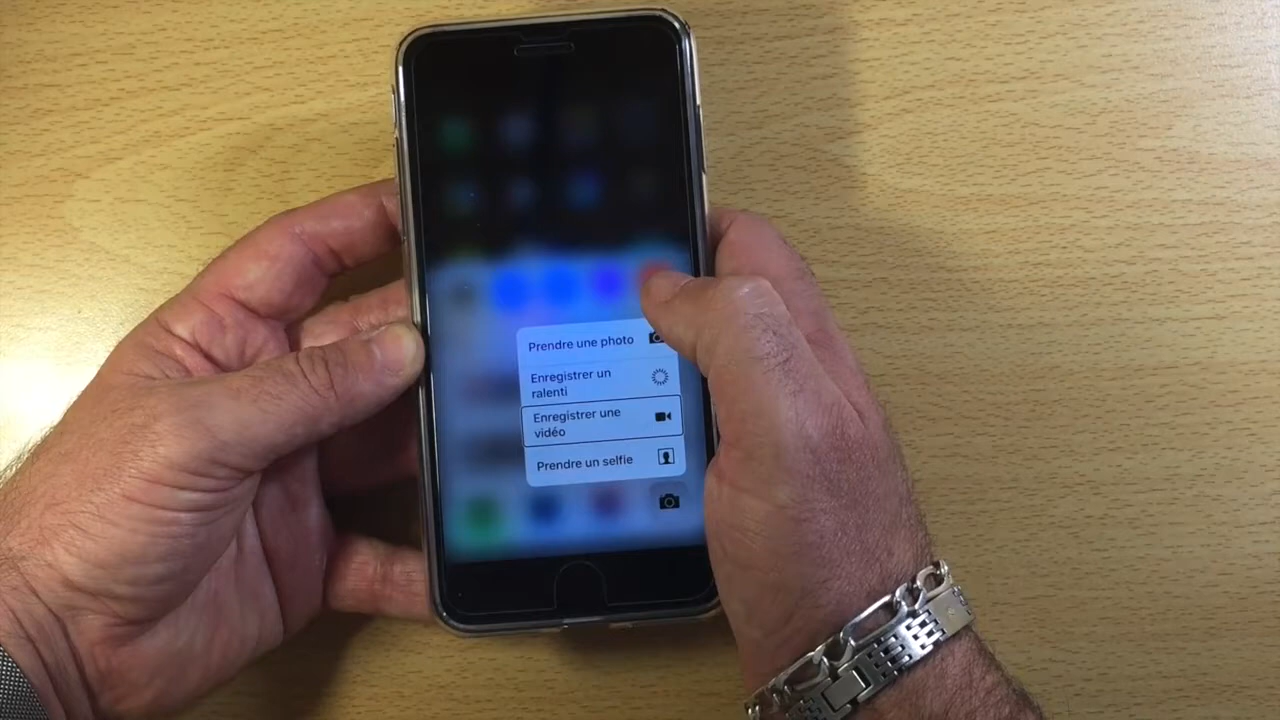 Prendre une photo
Enregistrer un
ralenti
Enregistrer une
vidéo
Prendre un selfie